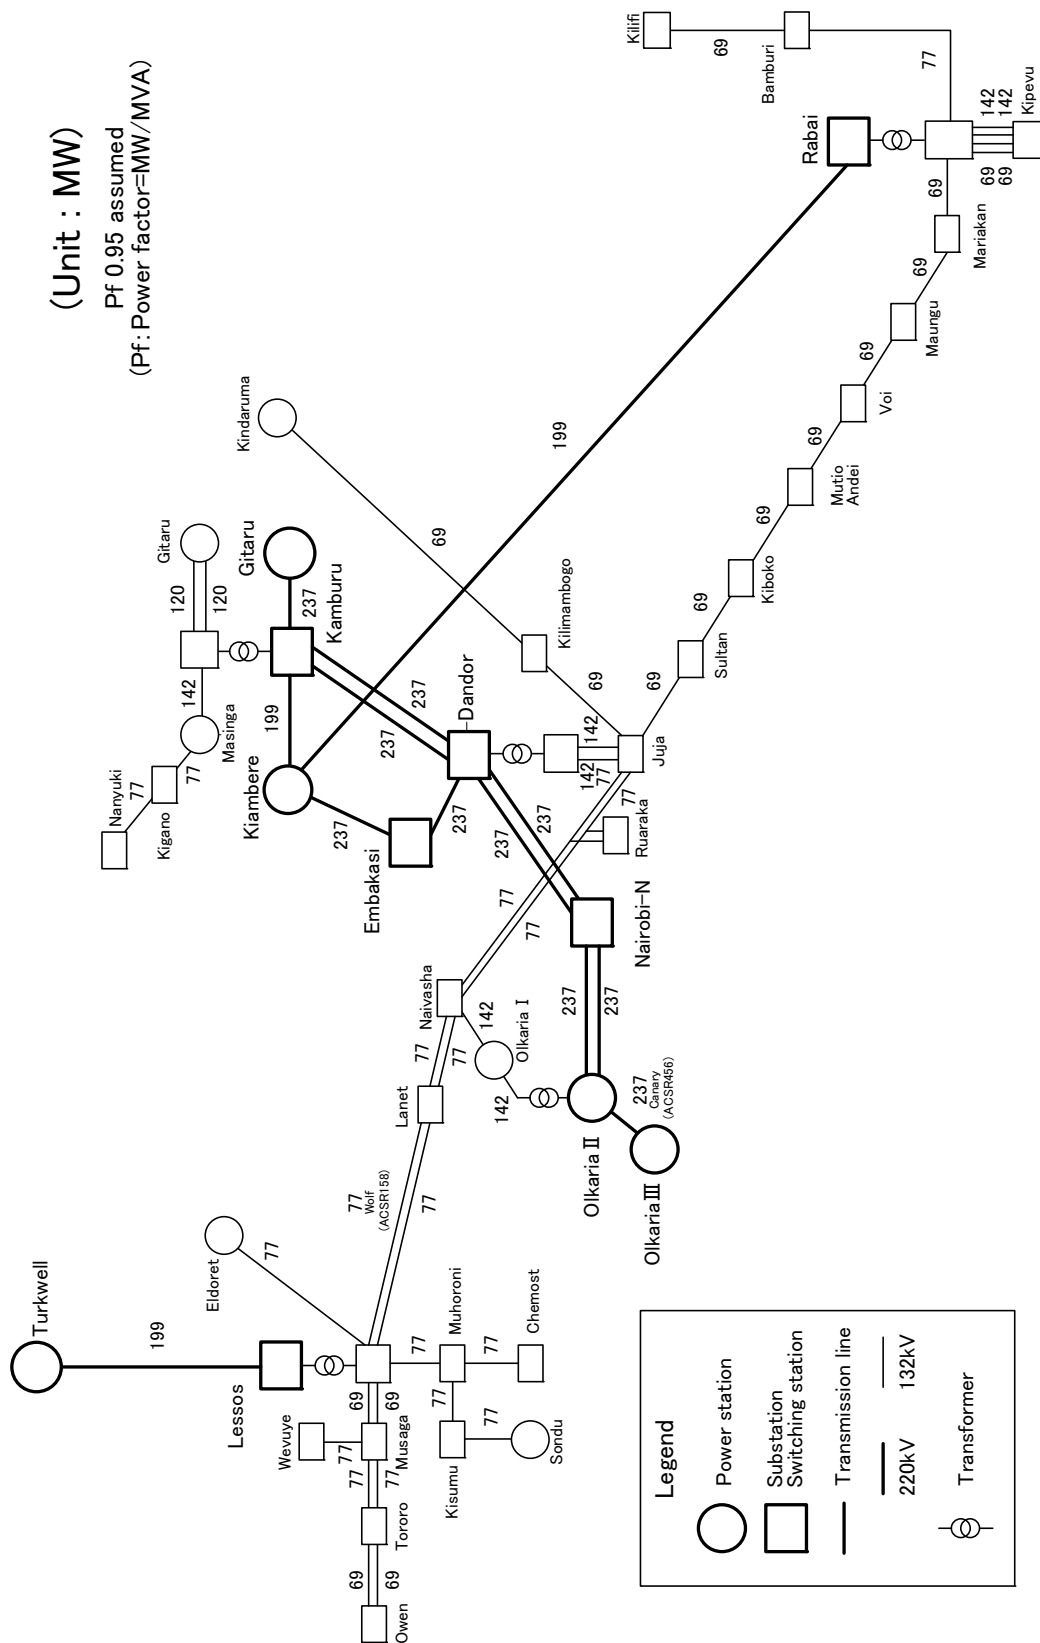 (Unit : MW)
Pf 0.95 assumed
(Pf:Power factor=MW/MVA)
Turkwell
199
Lessos
Eldoret
77
Wevuye
77
69
69
Musaga
77
77
Tororo
69
69
Owen
77
Muhoroni
77
Chemost
77
Kisumu
77
Sondu
77
Wolf
(ACSR158)
77
Lanet
77
77
Naivasha
142
Olkaria Ⅰ
142
Olkaria Ⅱ
237
Canary
(ACSR456)
Olkaria Ⅲ
237
237
Nairobi-N
77
77
237
237
Ruaraka
77
77
142
142
Juja
Nanyuki
77
Kigano
77
Masinga
142
120
120
Gitaru
Gitaru
237
Kamburu
199
Kiambere
237
Embakasi
237
237
237
Dandor
Kindaruma
69
Kilimambogo
69
199
Rabai
69
Sultan
69
Kiboko
69
Mutio
Andei
69
Voi
69
Maungu
69
Mariakan
69
69
69
142
142
Kipevu
77
Bamburi
69
Kilifi
Legend
Power station
Substation
Switching station
Transmission line
220kV
132kV
Transformer